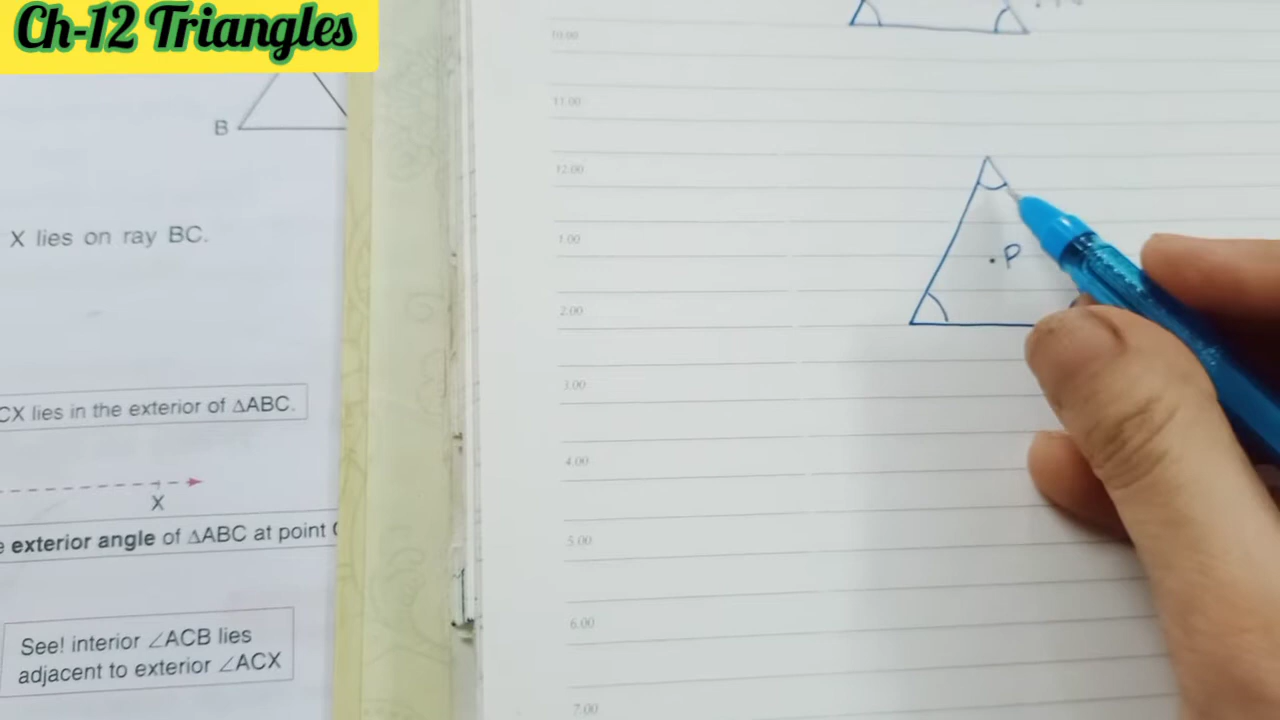 Ch-12 Triangles
B
X lies on ray BC.
CX lies in the exterior of ∆ABC.
X
exterior angle of ∆ABC at point
See! interior ∠ACB lies
adjacent to exterior ∠ACX
10.00
11.00
12.00
1.00
2.00
3.00
4.00
5.00
6.00
7.00
P